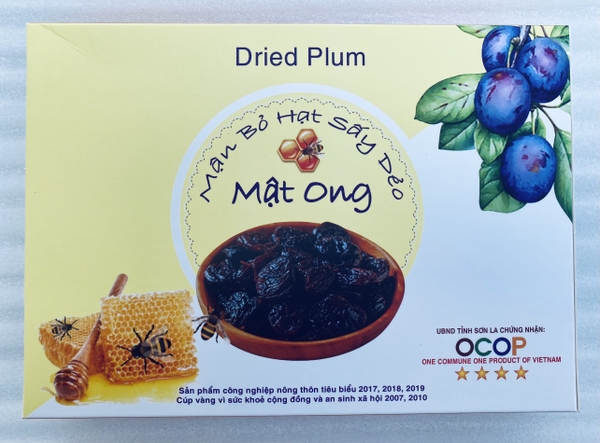 Dried Plum
Mận Bỏ Hạt Sấy Dẻo
Mật Ong
UBND TỈNH SƠN LA CHỨNG NHẬN:
OCOP
ONE COMMUNE ONE PRODUCT OF VIETNAM
Sản phẩm công nghiệp nông thôn tiêu biểu 2017, 2018, 2019
Cúp vàng vì sức khoẻ cộng đồng và an sinh xã hội 2007, 2010